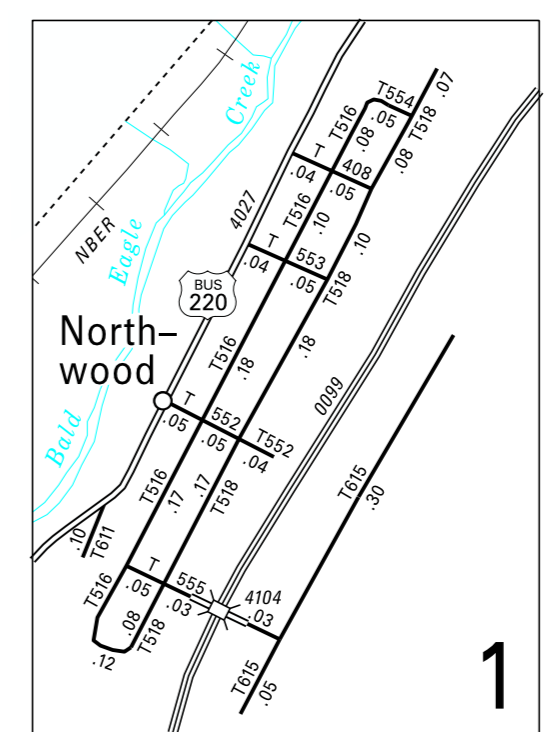 Creek
Eagle
Bald
NBER
4027
BUS
220
North–
wood
T554
.05
T516
.08
T518
.07
.08
T
408
.04
.05
T516
.10
.10
T
553
.04
.05
T518
T516
.18
.18
T
552
.05
.05
T552
.04
0099
T516
.17
.17
T518
T615
.30
.10
T611
T
555
.05
.03
4104
.03
T516
.08
T518
.12
T615
.05
1